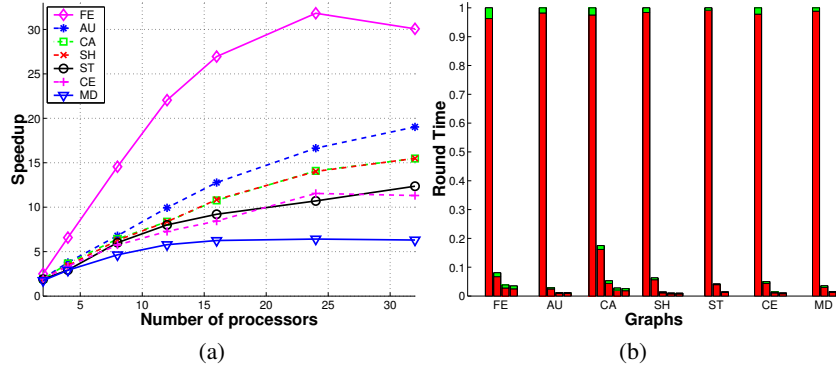 FE
AU
CA
SH
ST
CE
MD
30
25
20
15
10
5
0
5 10 15 20 25 30
Speedup
Number of processors
(a)
1
0.9
0.8
0.7
0.6
0.5
0.4
0.3
0.2
0.1
0
FE AU CA SH ST CE MD
Round Time
Graphs
(b)